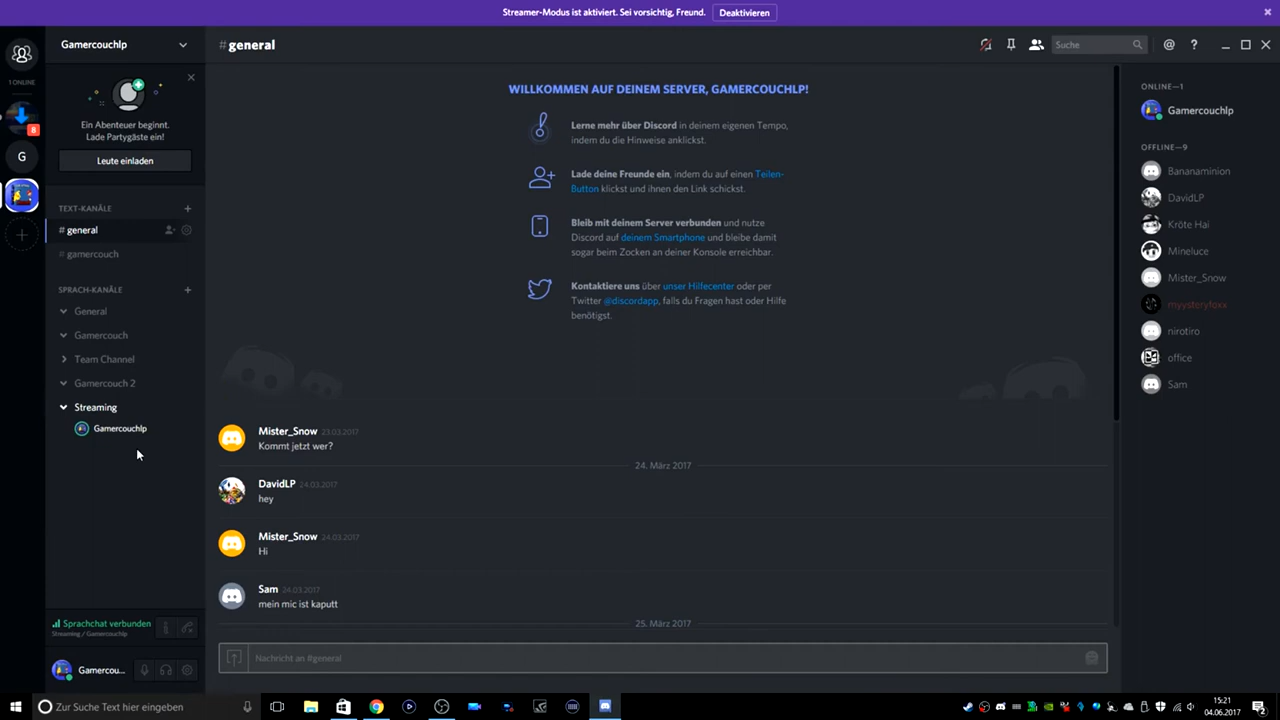 Streamer-Modus ist aktiviert. Sei vorsichtig, Freund.
Deaktivieren
Gamercouchlp
#general
Suche
1 ONLINE
8
G
Ein Abenteuer beginnt.
Lade Partygäste ein!
Leute einladen
TEXT-KANÄLE
# general
# gamercouch
SPRACH-KANÄLE
General
Gamercouch
Team Channel
Gamercouch 2
Streaming
Gamercouchlp
Sprachchat verbunden
Streaming / Gamercouchlp
Gamercou...
WILLKOMMEN AUF DEINEM SERVER, GAMERCOUCHLP!
Lerne mehr über Discord in deinem eigenen Tempo,
indem du die Hinweise anklickst.
Lade deine Freunde ein, indem du auf einen Teilen-
Button klickst und ihnen den Link schickst.
Bleib mit deinem Server verbunden und nutze
Discord auf deinem Smartphone und bleibe damit
sogar beim Zocken an deiner Konsole erreichbar.
Kontaktiere uns über unser Hilfecenter oder per
Twitter @discordapp, falls du Fragen hast oder Hilfe
benötigst.
Mister_Snow 23.03.2017
Kommt jetzt wer?
24. März 2017
DavidLP 24.03.2017
hey
Mister_Snow 24.03.2017
Hi
Sam 24.03.2017
mein mic ist kaputt
25. März 2017
Nachricht an #general
ONLINE—1
Gamercouchlp
OFFLINE—9
Bananaminion
DavidLP
Kröte Hai
Mineluce
Mister_Snow
myysteryfoxx
nirotiro
office
Sam
Zur Suche Text hier eingeben
15:21
04.06.2017
2